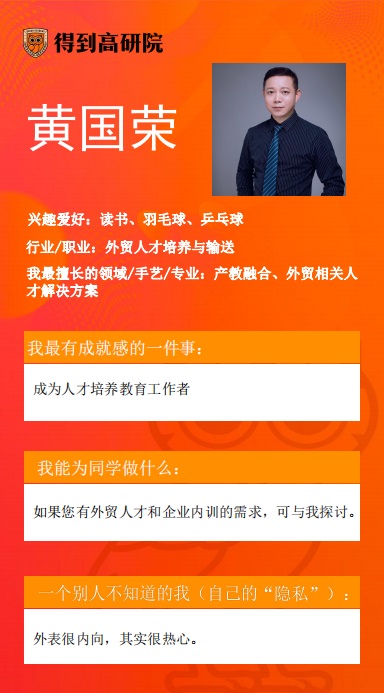 得到高研院
黄国荣
兴趣爱好：读书、羽毛球、乒乓球
行业/职业：外贸人才培养与输送
我最擅长的领域/手艺/专业：产教融合、外贸相关人
才解决方案
我最有成就感的一件事：
成为人才培养教育工作者
我能为同学做什么：
如果您有外贸人才和企业内训的需求，可与我探讨。
一个别人不知道的我（自己的“隐私”）：
外表很内向，其实很热心。